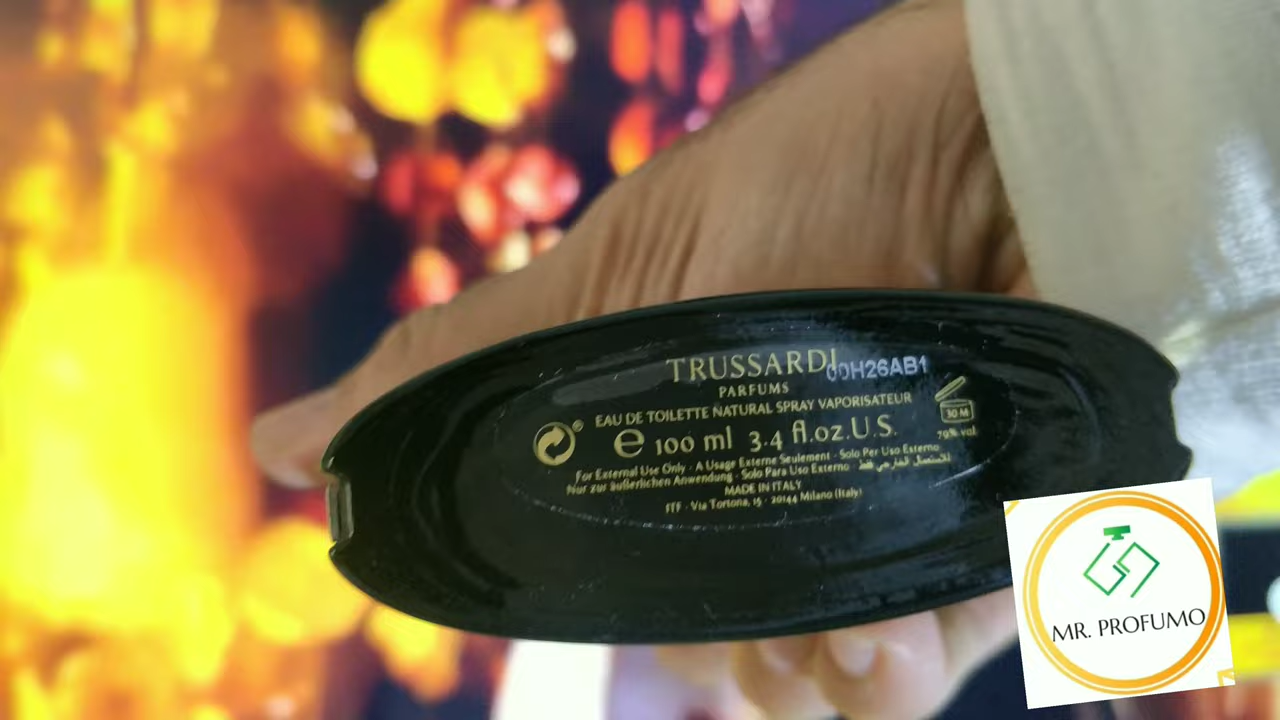 TRUSSARDI
00H26AB1
PARFUMS
EAU DE TOILETTE NATURAL SPRAY VAPORISATEUR
30 M
℮ 100 ml 3.4 fl.oz.U.S.
79% vol.
For External Use Only - A Usage Externe Seulement - Solo Per Uso Esterno
Nur zur äußerlichen Anwendung - Solo Para Uso Externo - للاستعمال الخارجي فقط
MADE IN ITALY
ITF - Via Tortona, 15 - 20144 Milano (Italy)
MR. PROFUMO